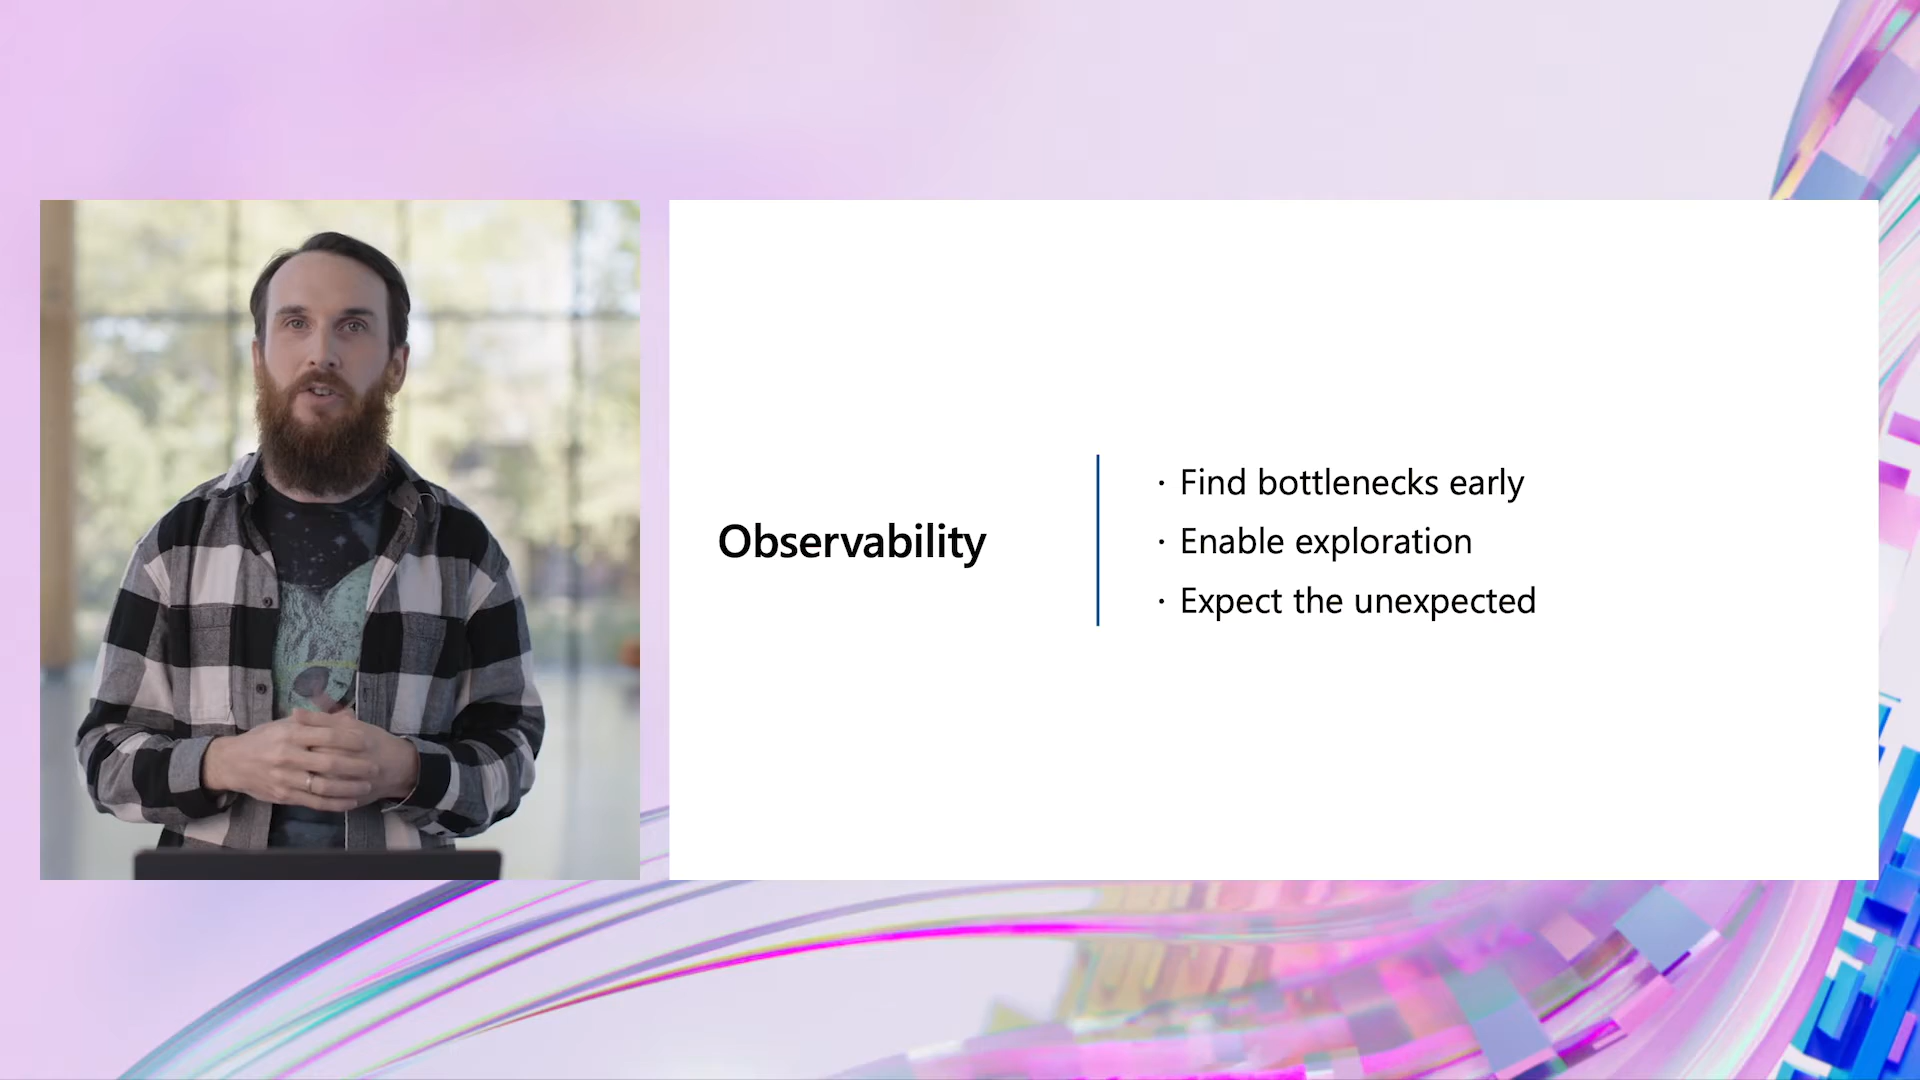 Observability
· Find bottlenecks early
· Enable exploration
· Expect the unexpected